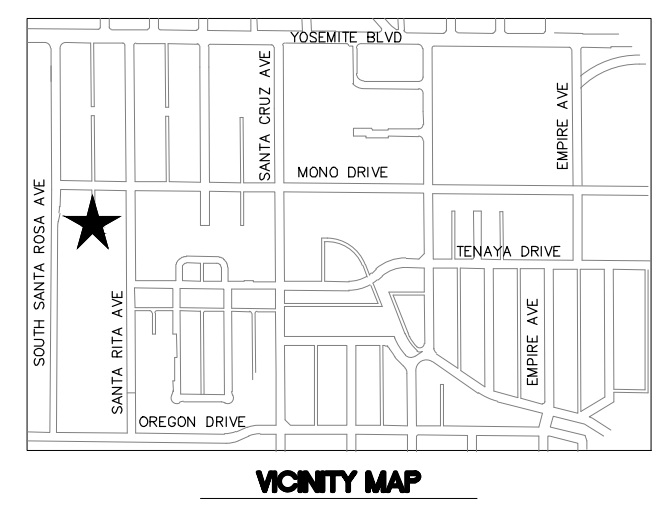 YOSEMITE BLVD
SANTA CRUZ AVE
EMPIRE AVE
MONO DRIVE
SOUTH SANTA ROSA AVE
TENAYA DRIVE
SANTA RITA AVE
EMPIRE AVE
OREGON DRIVE
VICINITY MAP